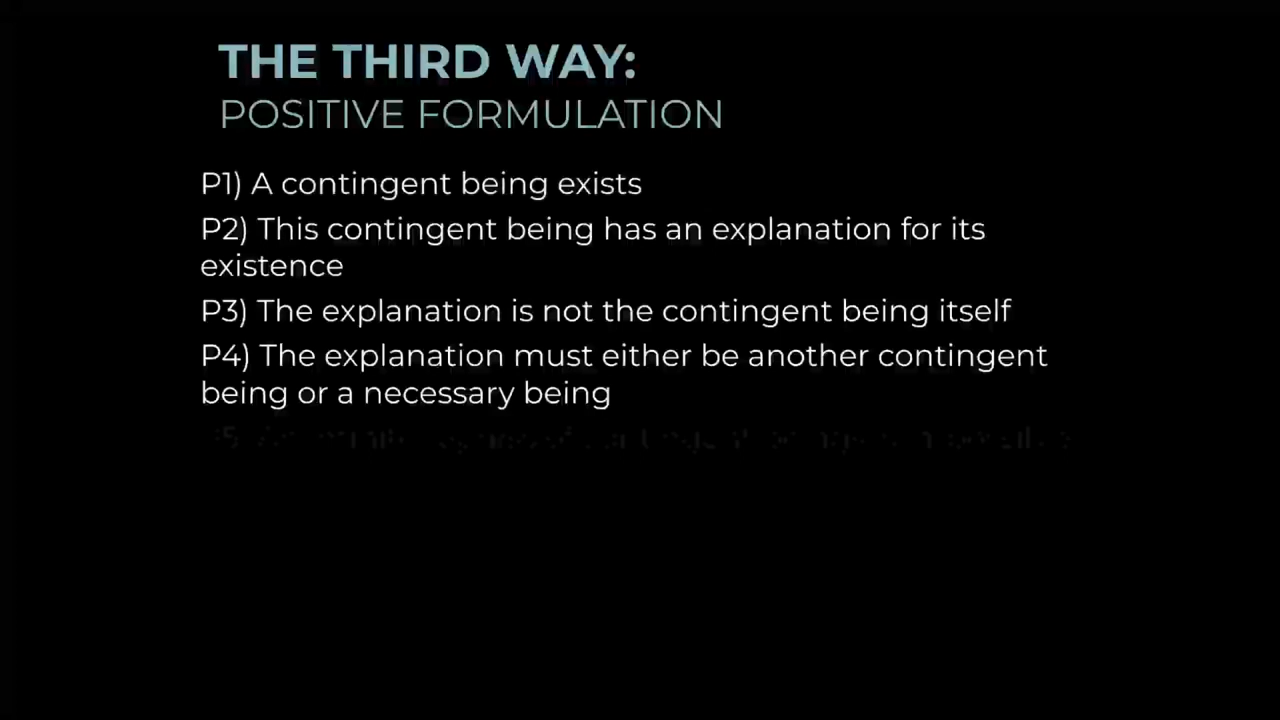 THE THIRD WAY:
POSITIVE FORMULATION
P1) A contingent being exists
P2) This contingent being has an explanation for its
existence
P3) The explanation is not the contingent being itself
P4) The explanation must either be another contingent
being or a necessary being